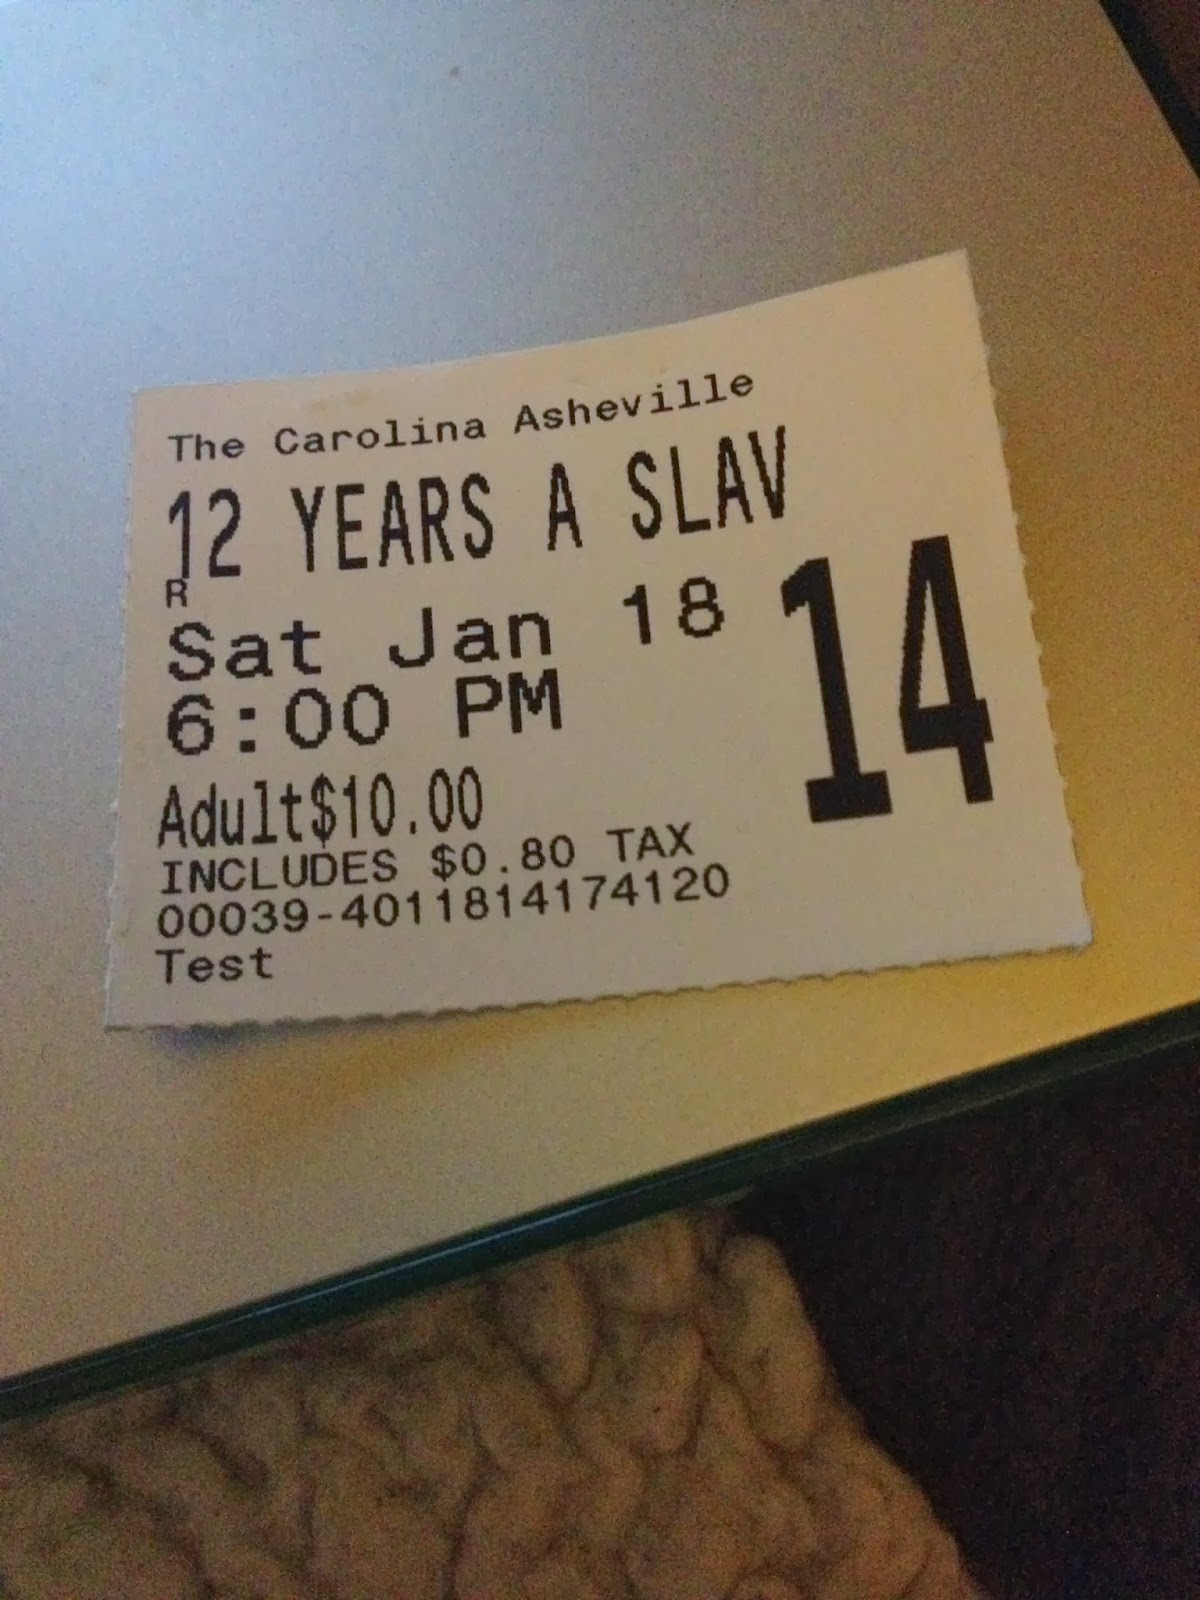 The Carolina Asheville
12 YEARS A SLAV
R
Sat Jan 18
6:00 PM
14
Adult$10.00
INCLUDES $0.80 TAX
00039-4011814174120
Test